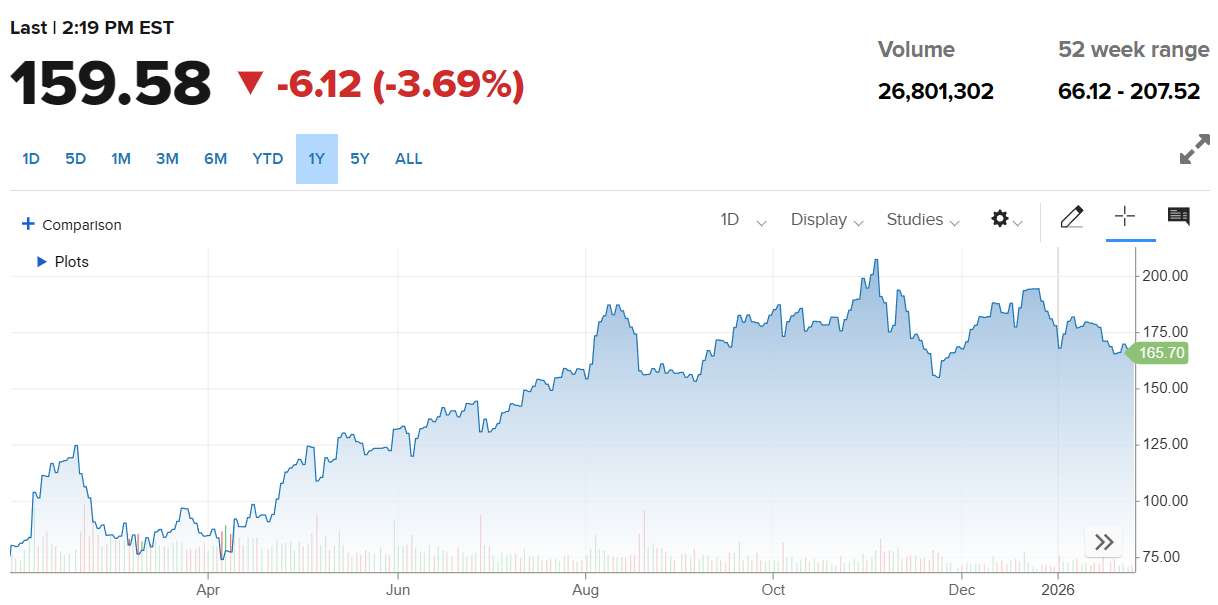 Last | 2:19 PM EST
159.58 ▼ -6.12 (-3.69%)
Volume
26,801,302
52 week range
66.12 - 207.52
1D 5D 1M 3M 6M YTD 1Y 5Y ALL
+ Comparison
1D Display Studies
Plots
200.00
175.00
165.70
150.00
125.00
100.00
75.00
Apr Jun Aug Oct Dec 2026